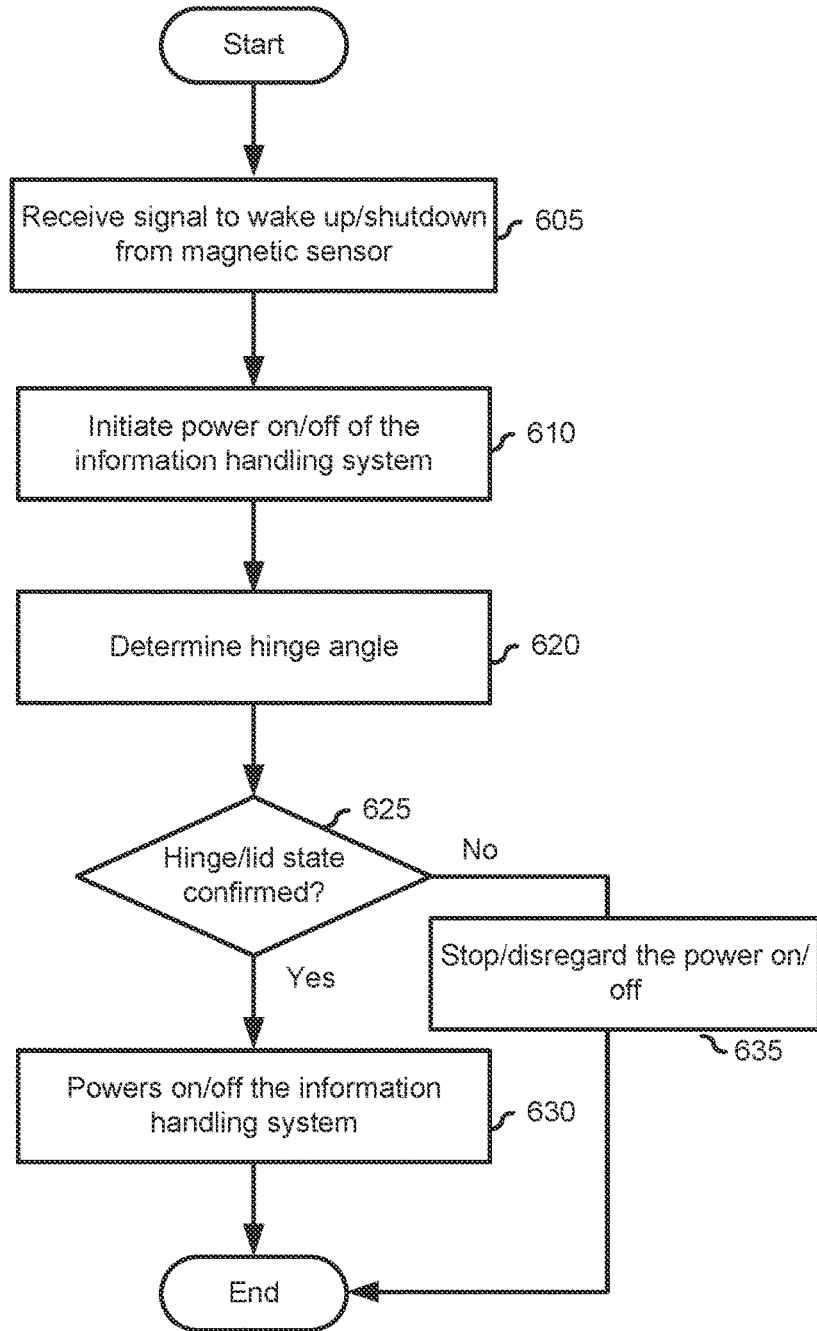 Start
Receive signal to wake up/shutdown
from magnetic sensor
605
Initiate power on/off of the
information handling system
610
Determine hinge angle
620
625
Hinge/lid state
confirmed?
No
Yes
Stop/disregard the power on/
off
635
Powers on/off the information
handling system
630
End